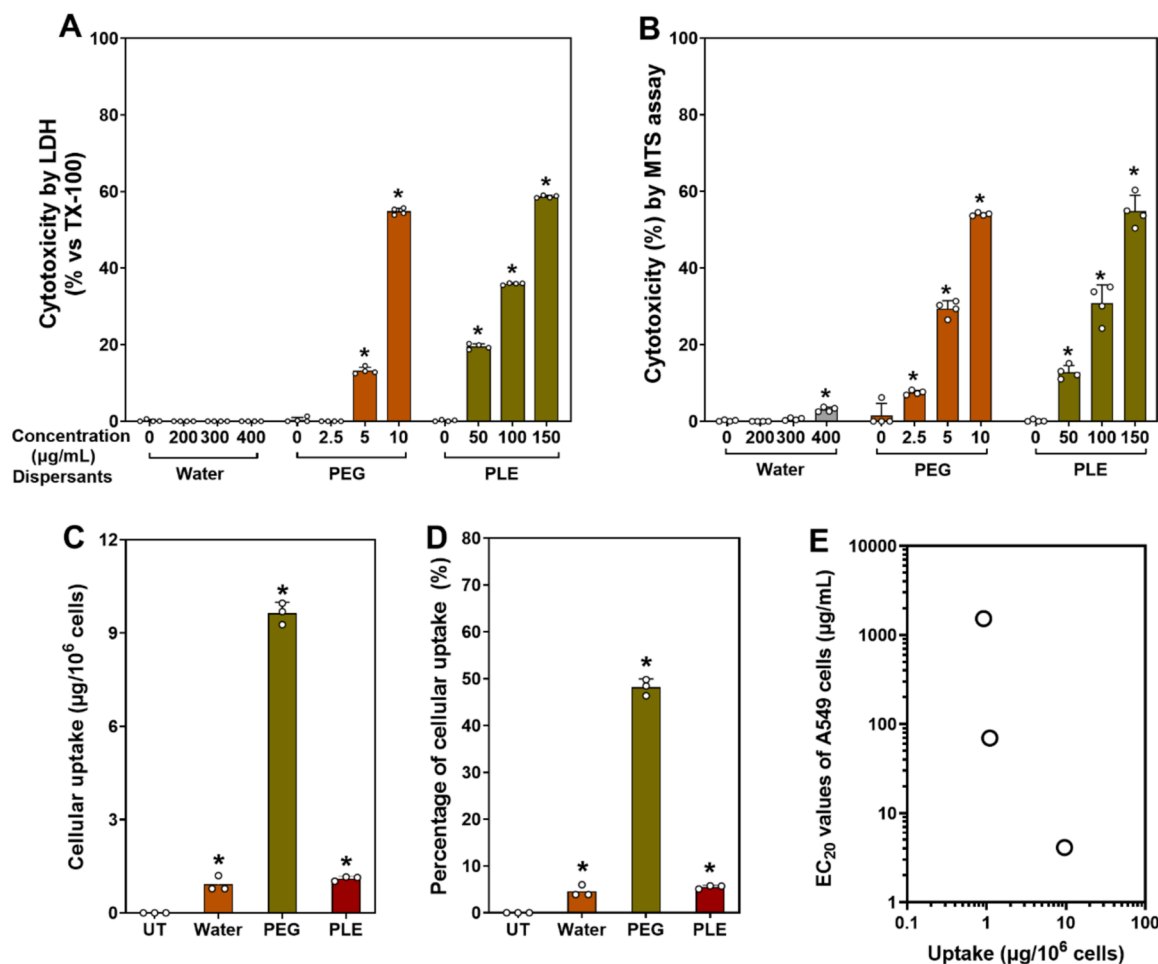 A
Cytotoxicity by LDH
(% vs TX-100)
100
80
60
40
20
0
* * * * *
Concentration
(µg/mL)
0 200 300 400 0 2.5 5 10 0 50 100 150
Dispersants
Water PEG PLE
B
Cytotoxicity (%) by MTS assay
100
80
60
40
20
0
* * * * * * *
0 200 300 400 0 2.5 5 10 0 50 100 150
Water PEG PLE
C
Cellular uptake (µg/10⁶ cells)
12
9
6
3
0
* * *
UT Water PEG PLE
D
Percentage of cellular uptake (%)
80
70
60
50
40
30
20
10
0
* * *
UT Water PEG PLE
E
EC₂₀ values of A549 cells (µg/mL)
10000
1000
100
10
1
0.1 1 10 100
Uptake (µg/10⁶ cells)